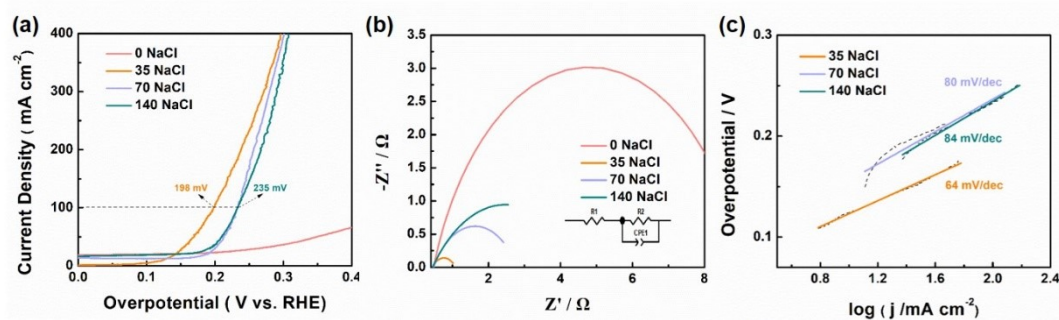 (a)
400
300
200
100
0
0.0 0.1 0.2 0.3 0.4
Current Density ( mA cm-2)
Overpotential ( V vs. RHE)
0 NaCl
35 NaCl
70 NaCl
140 NaCl
198 mV
235 mV
(b)
3.5
3.0
2.5
2.0
1.5
1.0
0.5
0.0
2 4 6 8
-Z'' / Ω
Z' / Ω
0 NaCl
35 NaCl
70 NaCl
140 NaCl
R1
R2
CPE1
(c)
0.3
0.2
0.1
0.4 0.8 1.2 1.6 2.0 2.4
Overpotential / V
log ( j /mA cm-2)
35 NaCl
70 NaCl
140 NaCl
80 mV/dec
84 mV/dec
64 mV/dec